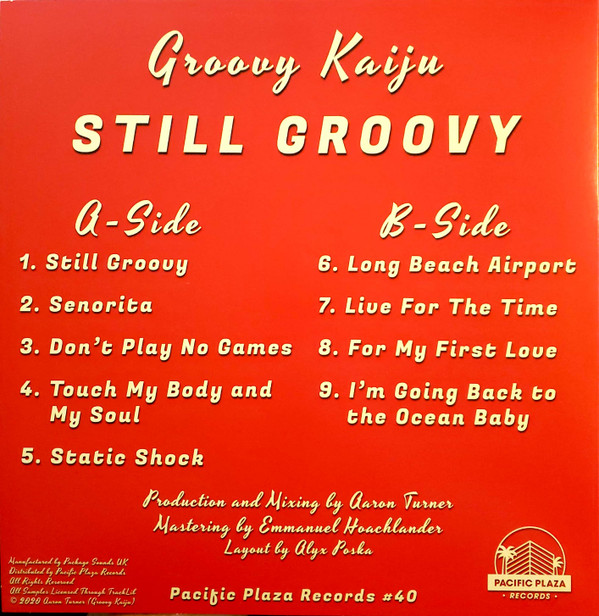 Groovy Kaiju
STILL GROOVY
A-Side
1. Still Groovy
2. Senorita
3. Don't Play No Games
4. Touch My Body and
My Soul
5. Static Shock
B-Side
6. Long Beach Airport
7. Live For The Time
8. For My First Love
9. I'm Going Back to
the Ocean Baby
Production and Mixing by Aaron Turner
Mastering by Emmanuel Hoachlander
Layout by Alyx Poska
Manufactured by Package Sounds UK
Distributed by Pacific Plaza Records
All Rights Reserved
All Samples Licensed Through TrackLib
© 2020 Aaron Turner (Groovy Kaiju)
Pacific Plaza Records #40
PACIFIC PLAZA
• RECORDS •